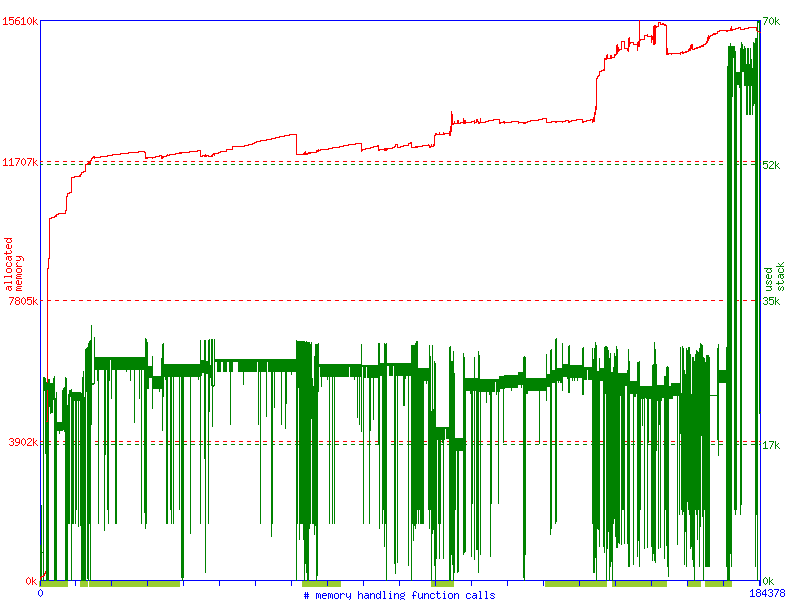 15610k
70k
11707k
52k
allocated
memory
used
stack
7805k
35k
3902k
17k
0k
0k
0
# memory handling function calls
184378